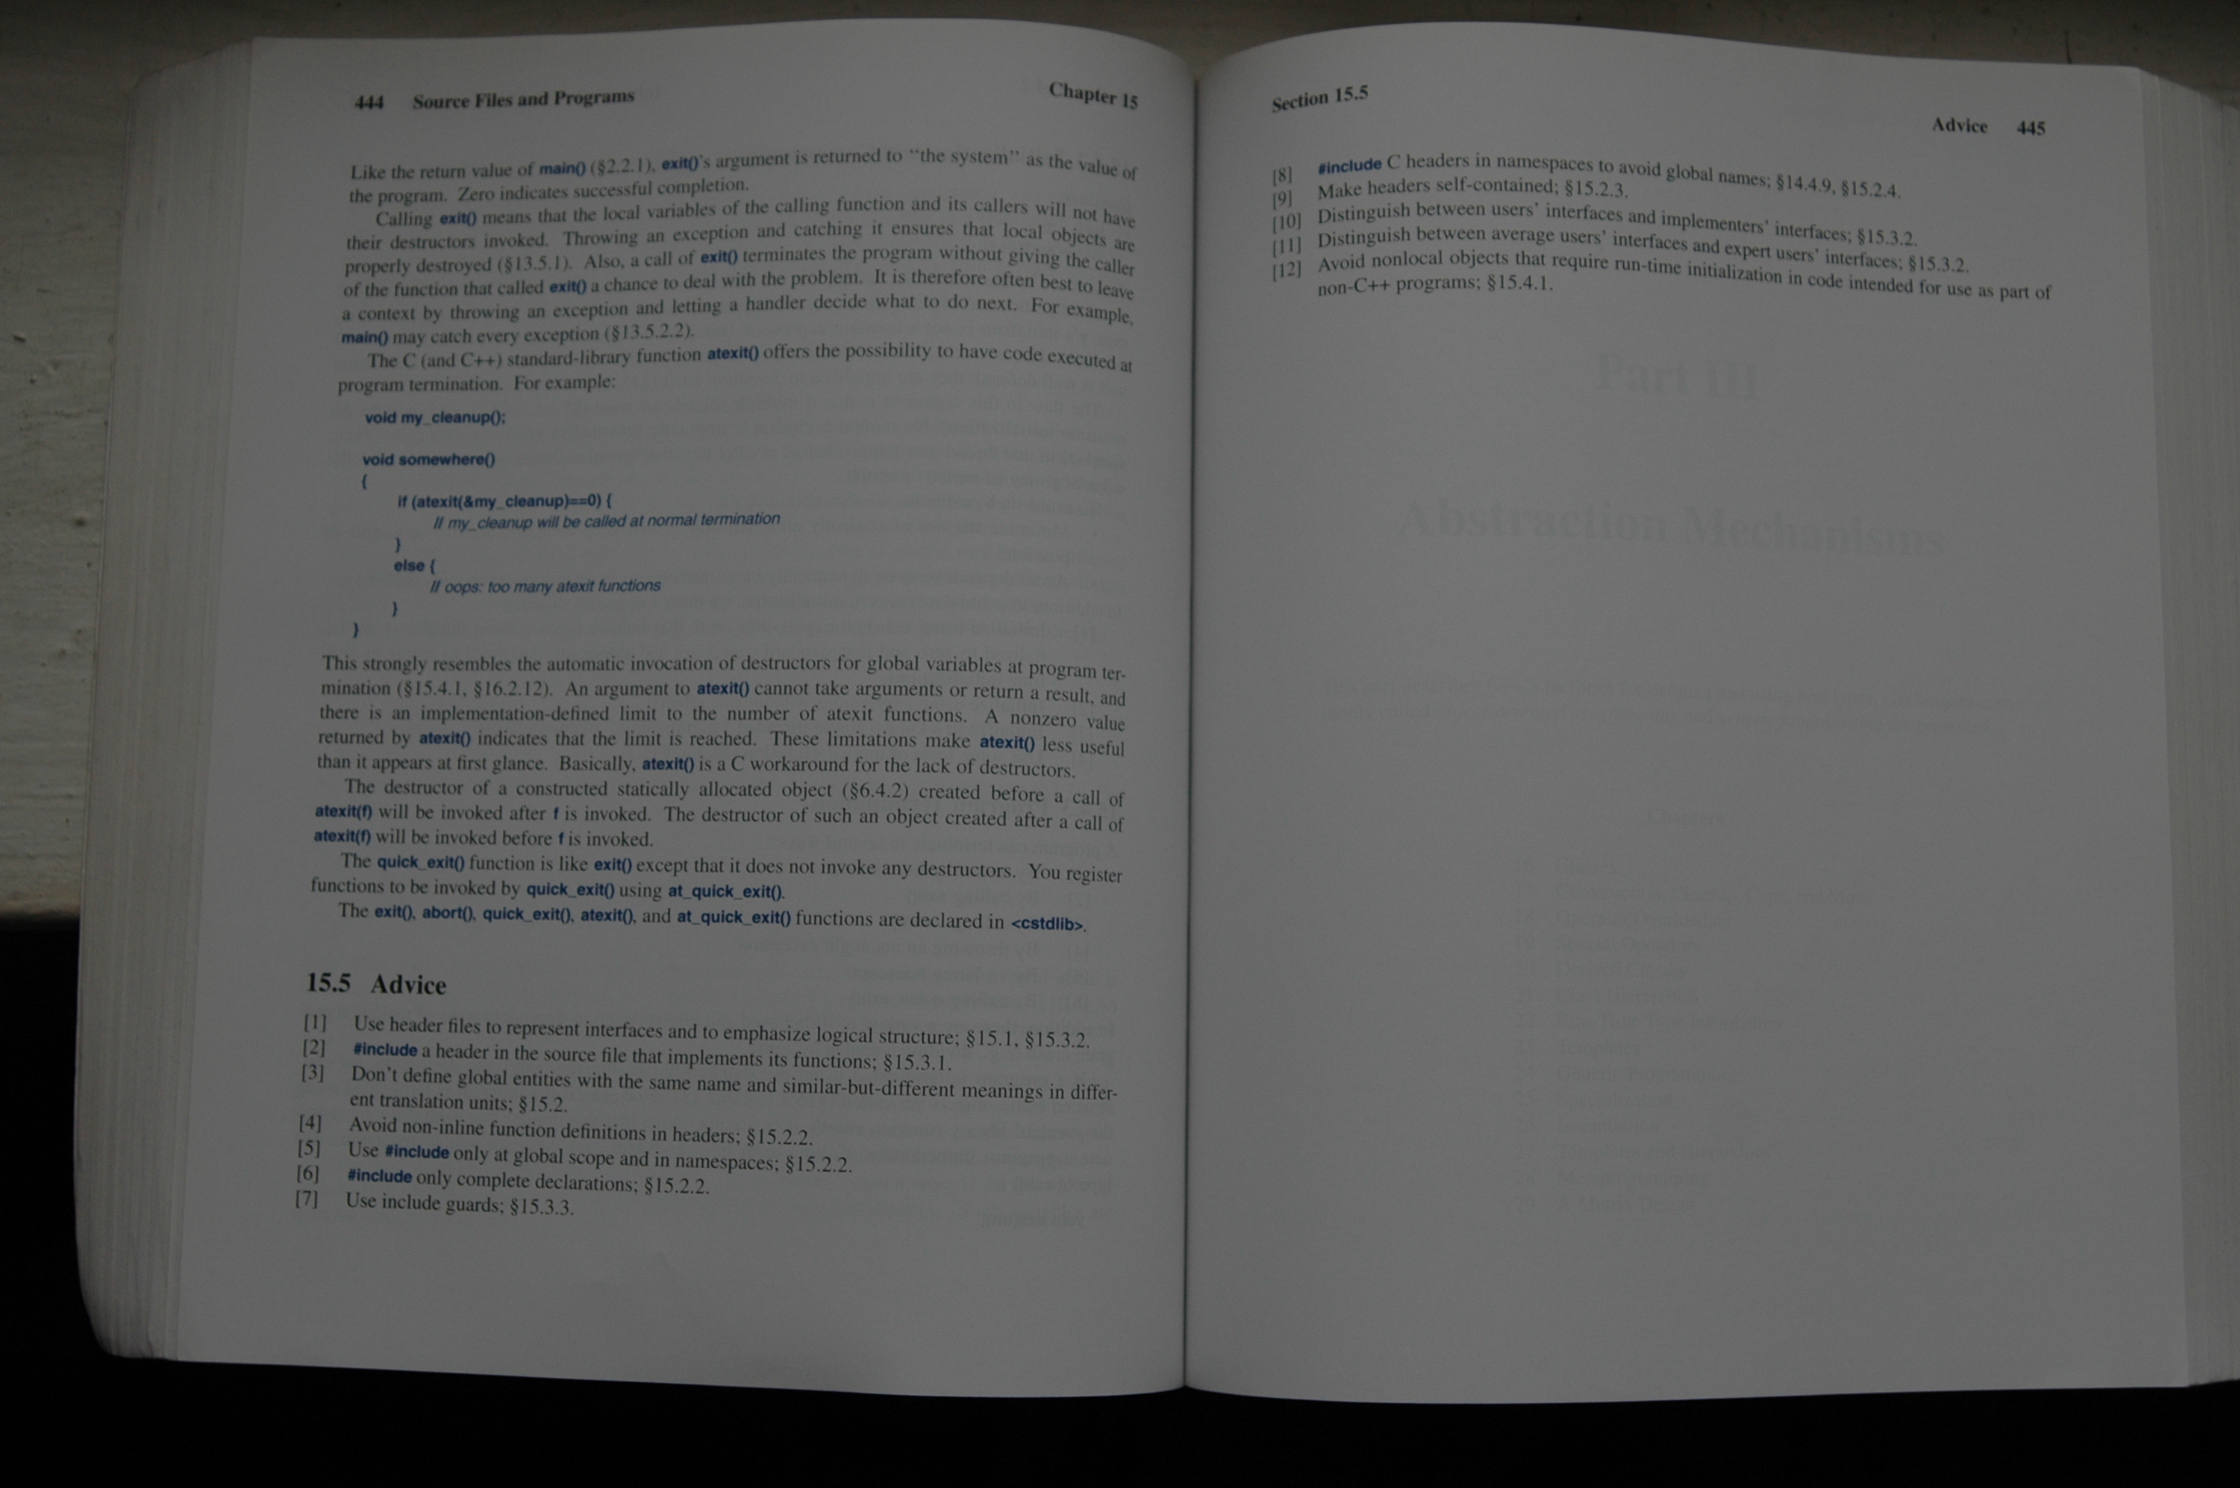 444 Source Files and Programs Chapter 15
Like the return value of main() (§2.2.1), exit()'s argument is returned to “the system” as the value of
the program. Zero indicates successful completion.
Calling exit() means that the local variables of the calling function and its callers will not have
their destructors invoked. Throwing an exception and catching it ensures that local objects are
properly destroyed (§13.5.1). Also, a call of exit() terminates the program without giving the caller
of the function that called exit() a chance to deal with the problem. It is therefore often best to leave
a context by throwing an exception and letting a handler decide what to do next. For example,
main() may catch every exception (§13.5.2.2).
The C (and C++) standard-library function atexit() offers the possibility to have code executed at
program termination. For example:
void my_cleanup();
void somewhere()
{
if (atexit(&my_cleanup)==0) {
// my_cleanup will be called at normal termination
}
else {
// oops: too many atexit functions
}
}
This strongly resembles the automatic invocation of destructors for global variables at program ter-
mination (§15.4.1, §16.2.12). An argument to atexit() cannot take arguments or return a result, and
there is an implementation-defined limit to the number of atexit functions. A nonzero value
returned by atexit() indicates that the limit is reached. These limitations make atexit() less useful
than it appears at first glance. Basically, atexit() is a C workaround for the lack of destructors.
The destructor of a constructed statically allocated object (§6.4.2) created before a call of
atexit(f) will be invoked after f is invoked. The destructor of such an object created after a call of
atexit(f) will be invoked before f is invoked.
The quick_exit() function is like exit() except that it does not invoke any destructors. You register
functions to be invoked by quick_exit() using at_quick_exit().
The exit(), abort(), quick_exit(), atexit(), and at_quick_exit() functions are declared in <cstdlib>.
15.5 Advice
[1] Use header files to represent interfaces and to emphasize logical structure; §15.1, §15.3.2.
[2] #include a header in the source file that implements its functions; §15.3.1.
[3] Don't define global entities with the same name and similar-but-different meanings in differ-
ent translation units; §15.2.
[4] Avoid non-inline function definitions in headers; §15.2.2.
[5] Use #include only at global scope and in namespaces; §15.2.2.
[6] #include only complete declarations; §15.2.2.
[7] Use include guards; §15.3.3.
Section 15.5 Advice 445
[8] #include C headers in namespaces to avoid global names; §14.4.9, §15.2.4.
[9] Make headers self-contained; §15.2.3.
[10] Distinguish between users' interfaces and implementers' interfaces; §15.3.2.
[11] Distinguish between average users' interfaces and expert users' interfaces; §15.3.2.
[12] Avoid nonlocal objects that require run-time initialization in code intended for use as part of
non-C++ programs; §15.4.1.
Part III
Abstraction Mechanisms